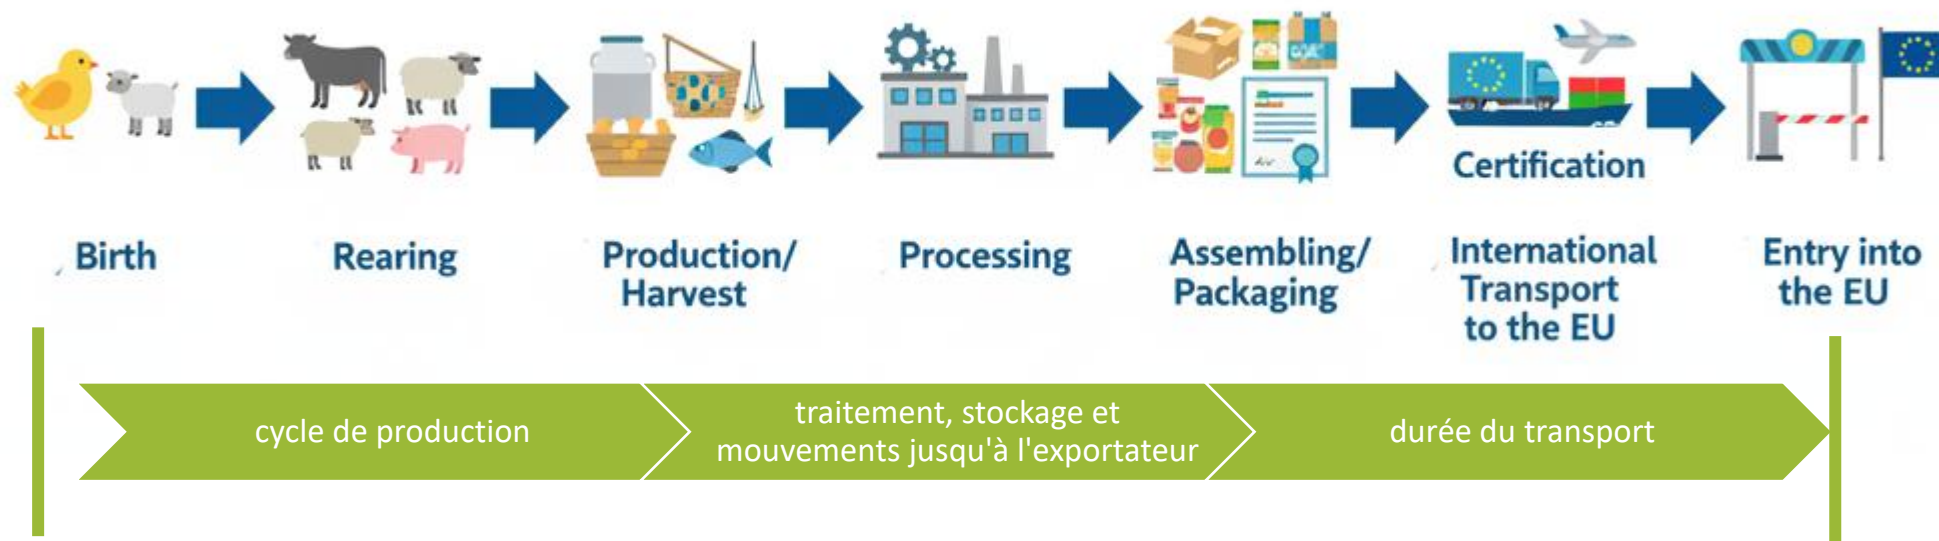 Certification
Birth
Rearing
Production/
Harvest
Processing
Assembling/
Packaging
International
Transport
to the EU
Entry into
the EU
cycle de production
traitement, stockage et
mouvements jusqu'à l'exportateur
durée du transport